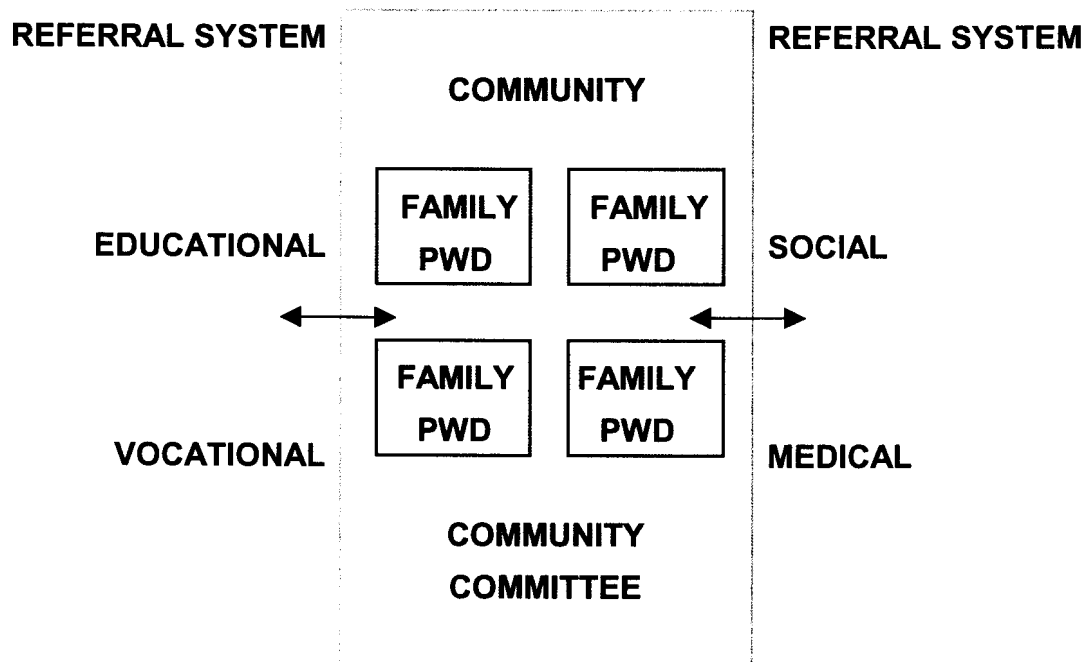 REFERRAL SYSTEM
REFERRAL SYSTEM
COMMUNITY
FAMILY
PWD
FAMILY
PWD
EDUCATIONAL
SOCIAL
FAMILY
PWD
FAMILY
PWD
VOCATIONAL
MEDICAL
COMMUNITY
COMMITTEE